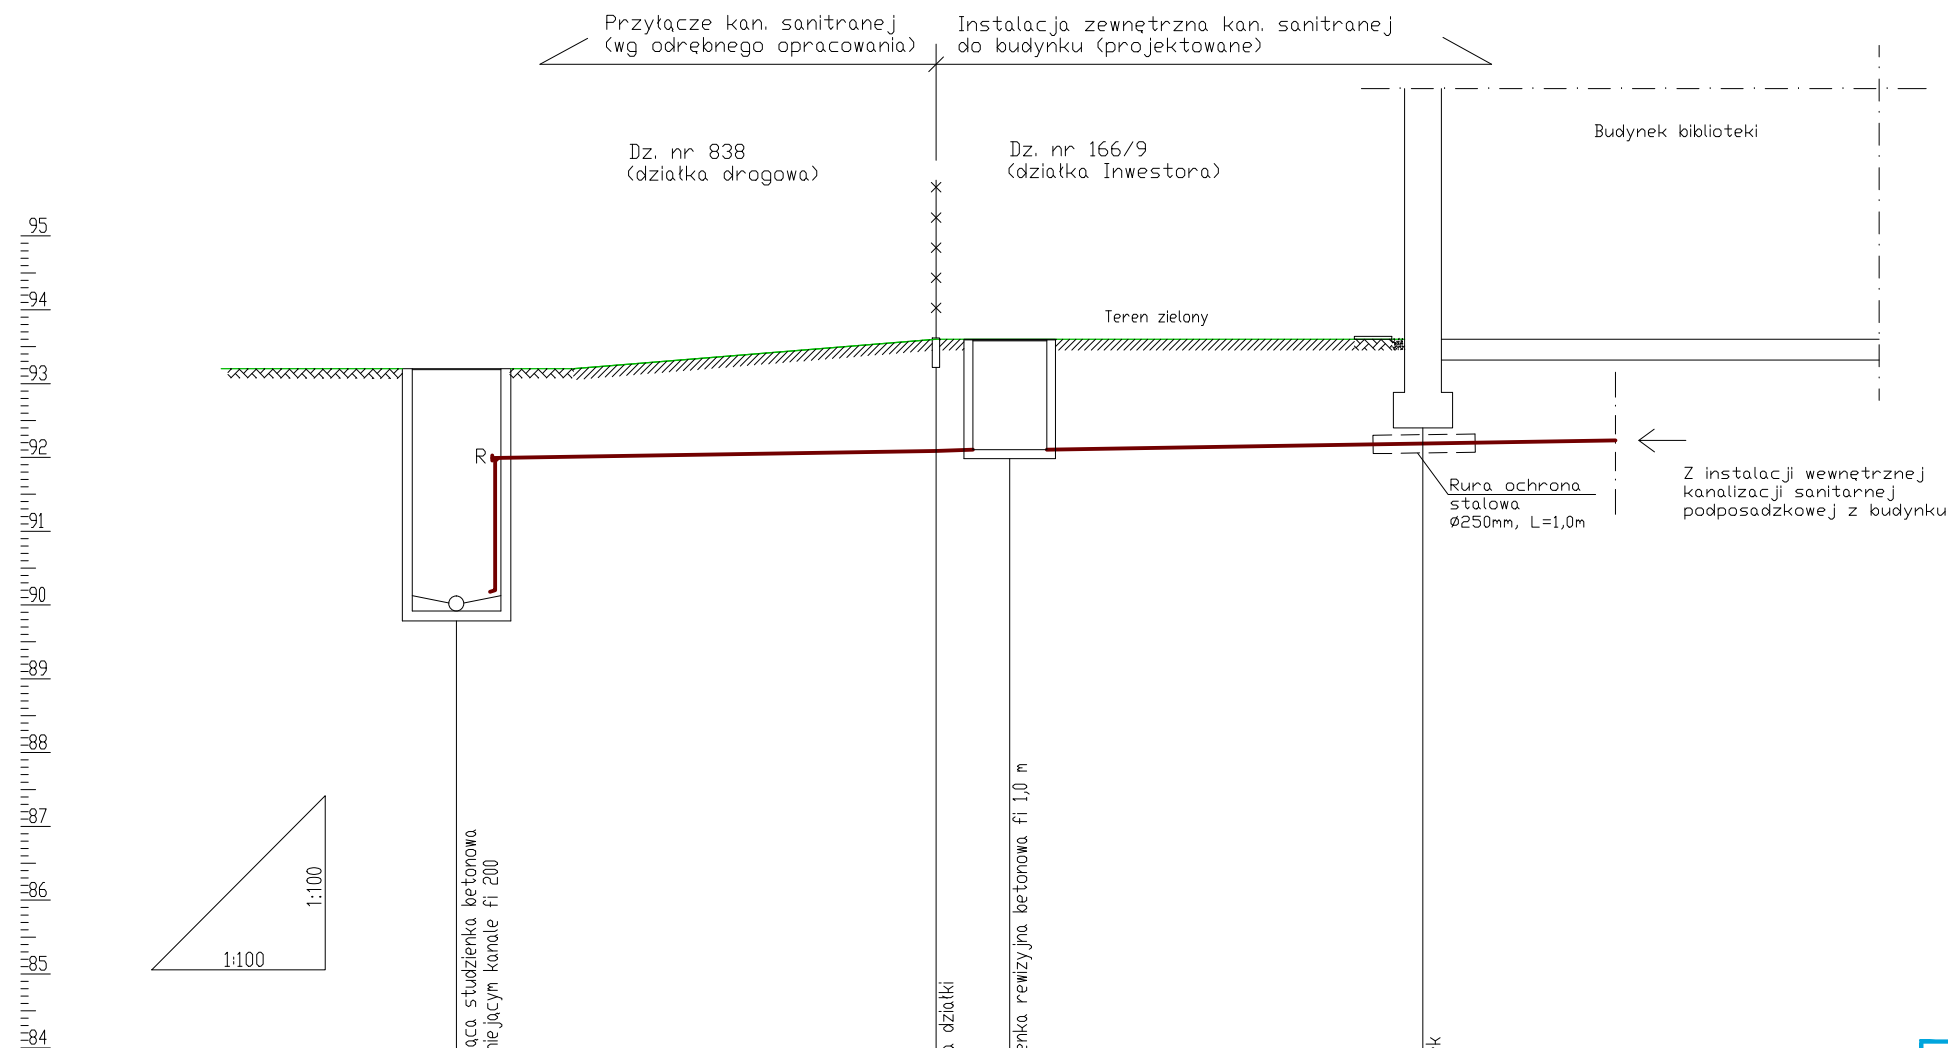 Przyłącze kan. sanitranej
(wg odrębnego opracowania)
Instalacja zewnętrzna kan. sanitranej
do budynku (projektowane)
Budynek biblioteki
Dz. nr 838
(działka drogowa)
Dz. nr 166/9
(działka Inwestora)
Teren zielony
95
94
93
92
91
90
89
88
87
86
85
84
R
Rura ochrona
stalowa
Ø250mm, L=1,0m
Z instalacji wewnętrznej
kanalizacji sanitarnej
podposadzkowej z budynku
1:100
1:100
studzienka betonowa
kanale fi 200
działki
rewizyjna betonowa fi 1,0 m